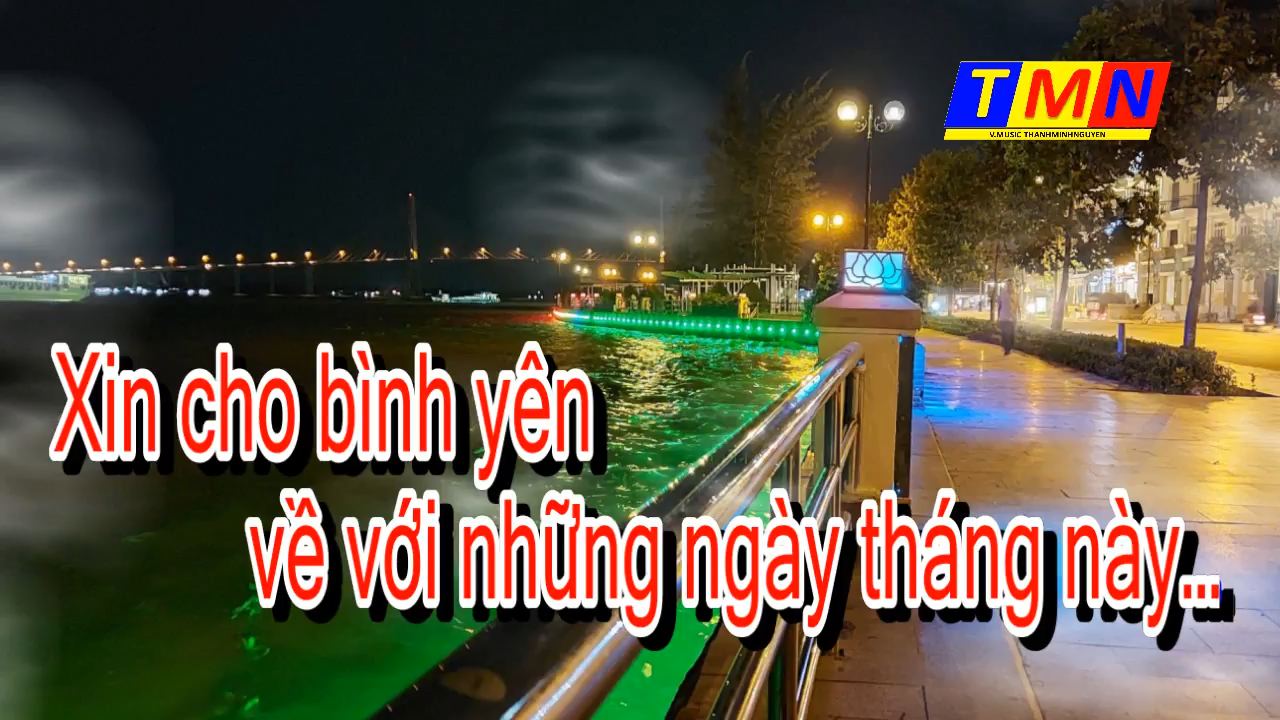 TMN
V.MUSIC THANHMINHNGUYEN
Xin cho bình yên
về với những ngày tháng này...